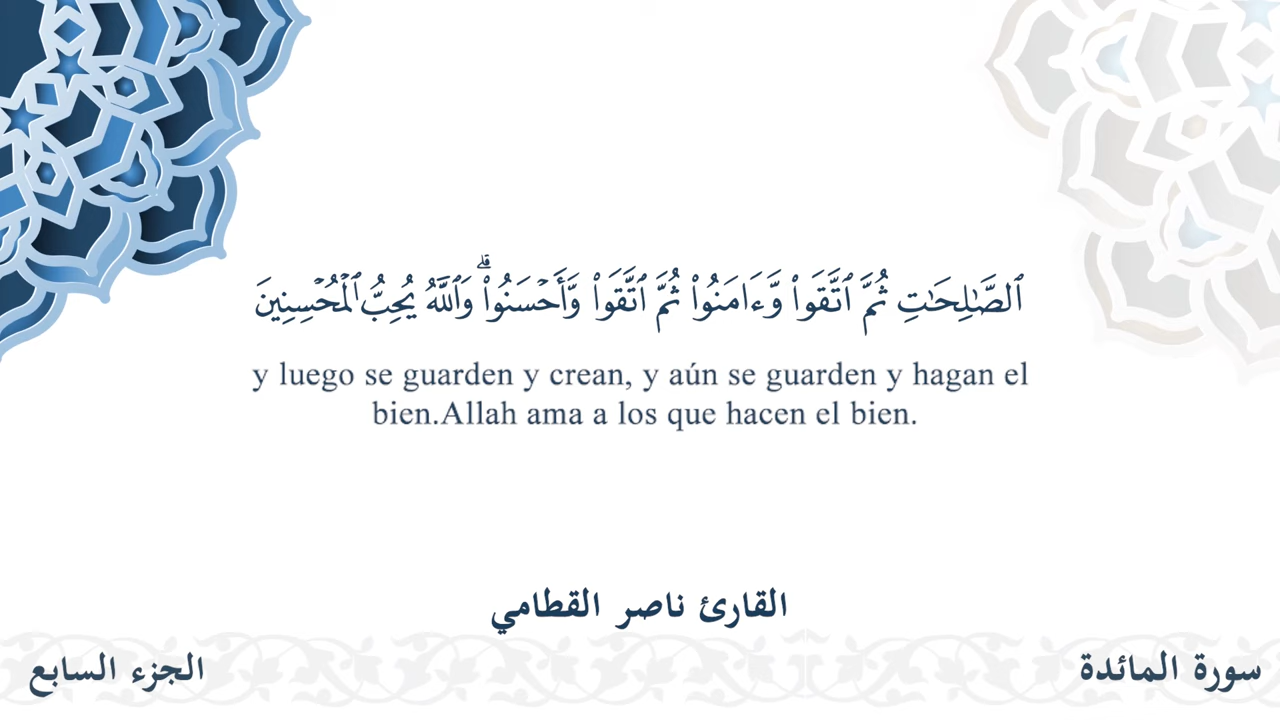 ٱلصَّـٰلِحَـٰتِ ثُمَّ ٱتَّقَوا۟ وَّءَامَنُوا۟ ثُمَّ ٱتَّقَوا۟ وَّأَحْسَنُوا۟ ۗ وَٱللَّهُ يُحِبُّ ٱلْمُحْسِنِينَ
y luego se guarden y crean, y aún se guarden y hagan el
bien.Allah ama a los que hacen el bien.
القارئ ناصر القطامي
سورة المائدة
الجزء السابع